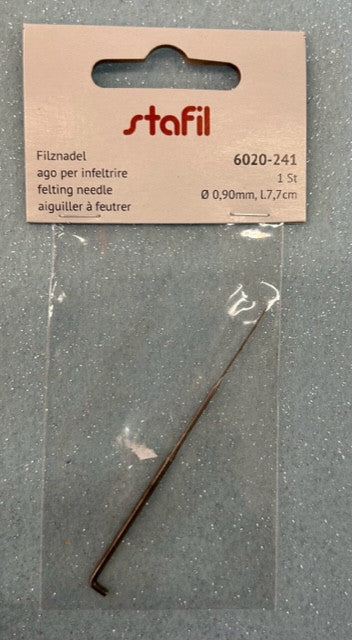 stafil
Filznadel
ago per infeltrire
felting needle
aiguiller à feutrer
6020-241
1 St
Ø 0,90mm, L7,7cm